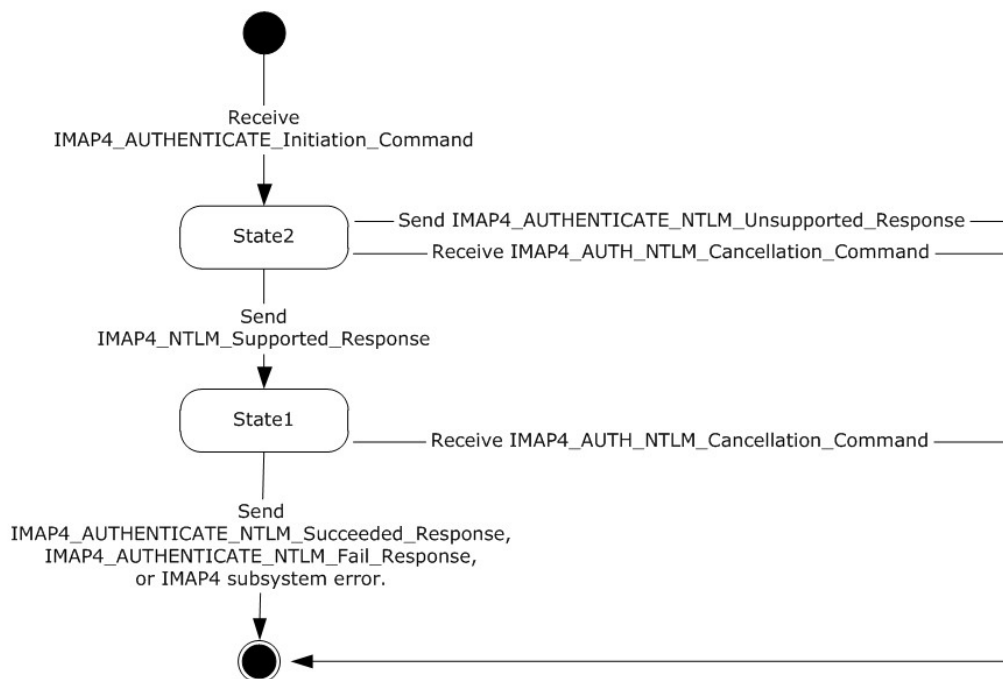 Receive
IMAP4_AUTHENTICATE_Initiation_Command
State2
Send IMAP4_AUTHENTICATE_NTLM_Unsupported_Response
Receive IMAP4_AUTH_NTLM_Cancellation_Command
Send
IMAP4_NTLM_Supported_Response
State1
Receive IMAP4_AUTH_NTLM_Cancellation_Command
Send
IMAP4_AUTHENTICATE_NTLM_Succeeded_Response,
IMAP4_AUTHENTICATE_NTLM_Fail_Response,
or IMAP4 subsystem error.